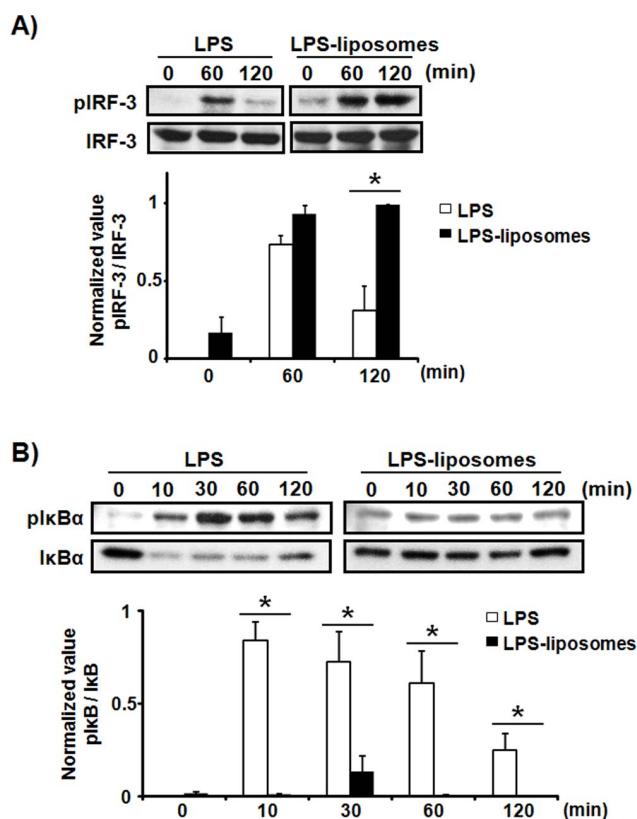 A)
LPS LPS-liposomes
0 60 120 0 60 120 (min)
pIRF-3
IRF-3
Normalized value
pIRF-3 / IRF-3
1
0.5
0
*
LPS
LPS-liposomes
0 60 120 (min)
B)
LPS LPS-liposomes
0 10 30 60 120 0 10 30 60 120 (min)
pIκBα
IκBα
Normalized value
pIκB / IκB
1
0.5
0
* * * *
LPS
LPS-liposomes
0 10 30 60 120 (min)